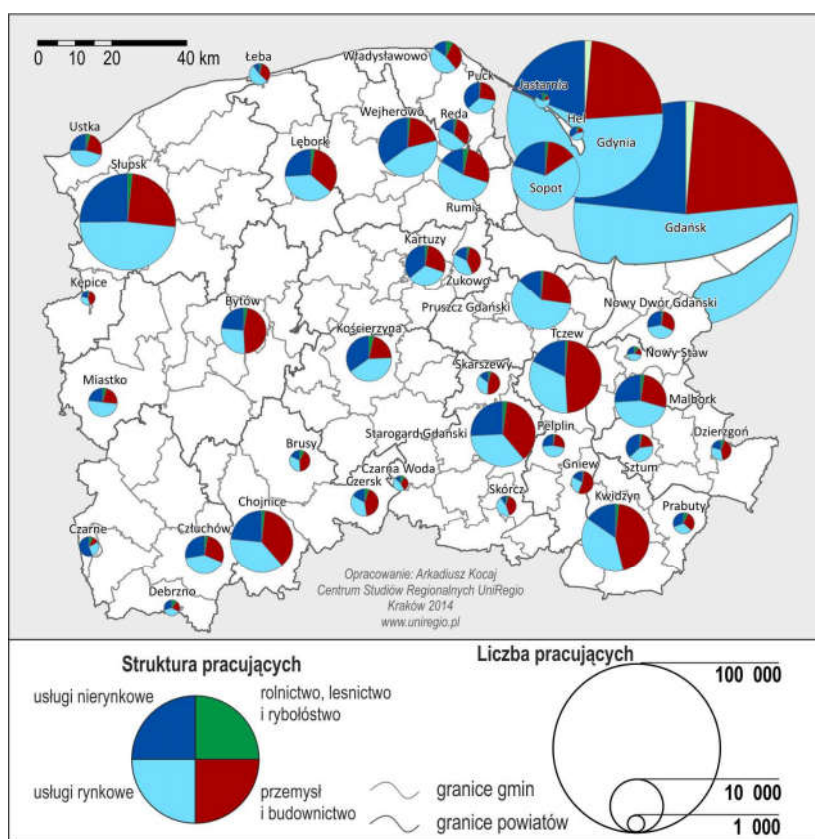 0 10 20 40 km
Łeba
Władysławowo
Puck
Jastarnia
Hel
Gdynia
Wejherowo
Reda
Ustka
Lębork
Słupsk
Sopot
Rumia
Gdańsk
Kartuzy
Żukowo
Kępice
Bytów
Pruszcz Gdański
Nowy Dwór Gdański
Kościerzyna
Tczew
Nowy Staw
Skarszewy
Miastko
Malbork
Starogard Gdański
Pelplin
Dzierzgoń
Brusy
Czarna Woda
Sztum
Gniew
Czersk
Skórcz
Chojnice
Kwidzyn
Prabuty
Czarne
Człuchów
Debrzno
Opracowanie: Arkadiusz Kocaj
Centrum Studiów Regionalnych UniRegio
Kraków 2014
www.uniregio.pl
Struktura pracujących
usługi nierynkowe
rolnictwo, lesnictwo
i rybołóstwo
usługi rynkowe
przemysł
i budownictwo
Liczba pracujących
100 000
10 000
1 000
granice gmin
granice powiatów